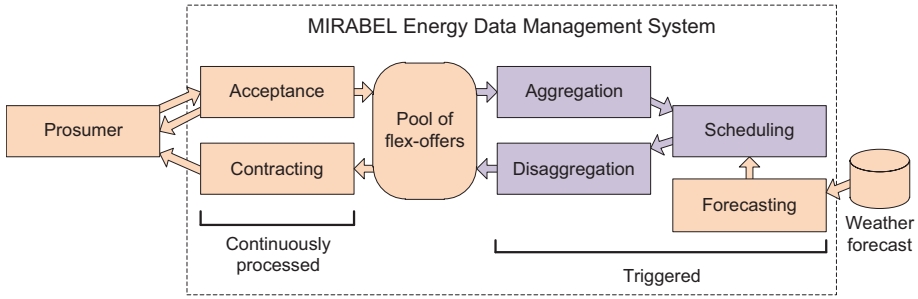 MIRABEL Energy Data Management System
Acceptance
Aggregation
Prosumer
Pool of
flex-offers
Scheduling
Contracting
Disaggregation
Forecasting
Weather
forecast
Continuously
processed
Triggered